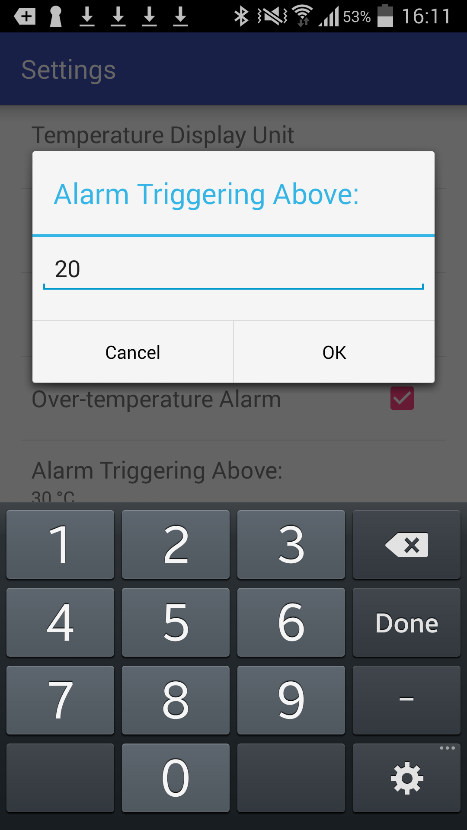 53% 16:11
Settings
Temperature Display Unit
Alarm Triggering Above:
20
Cancel OK
Over-temperature Alarm
Alarm Triggering Above:
30 °C
1 2 3
4 5 6 Done
7 8 9 -
0